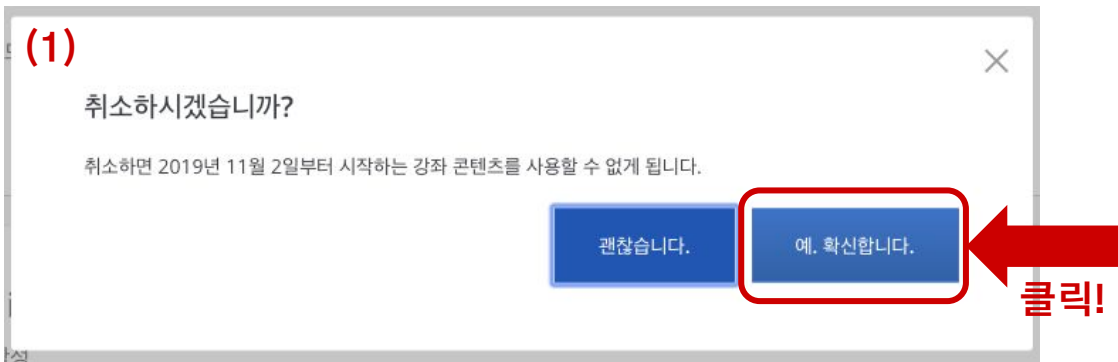 (1)
취소하시겠습니까?
취소하면 2019년 11월 2일부터 시작하는 강좌 콘텐츠를 사용할 수 없게 됩니다.
괜찮습니다.
예. 확신합니다.
클릭!